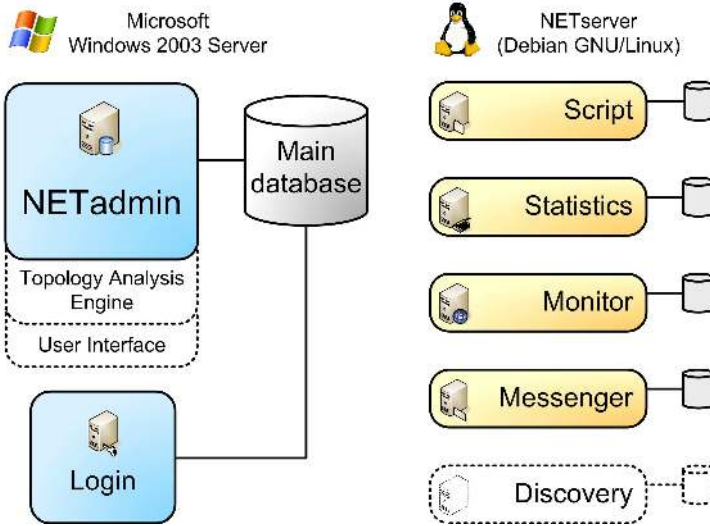 Microsoft
Windows 2003 Server
NETadmin
Topology Analysis
Engine
User Interface
Main
database
Login
NETserver
(Debian GNU/Linux)
Script
Statistics
Monitor
Messenger
Discovery